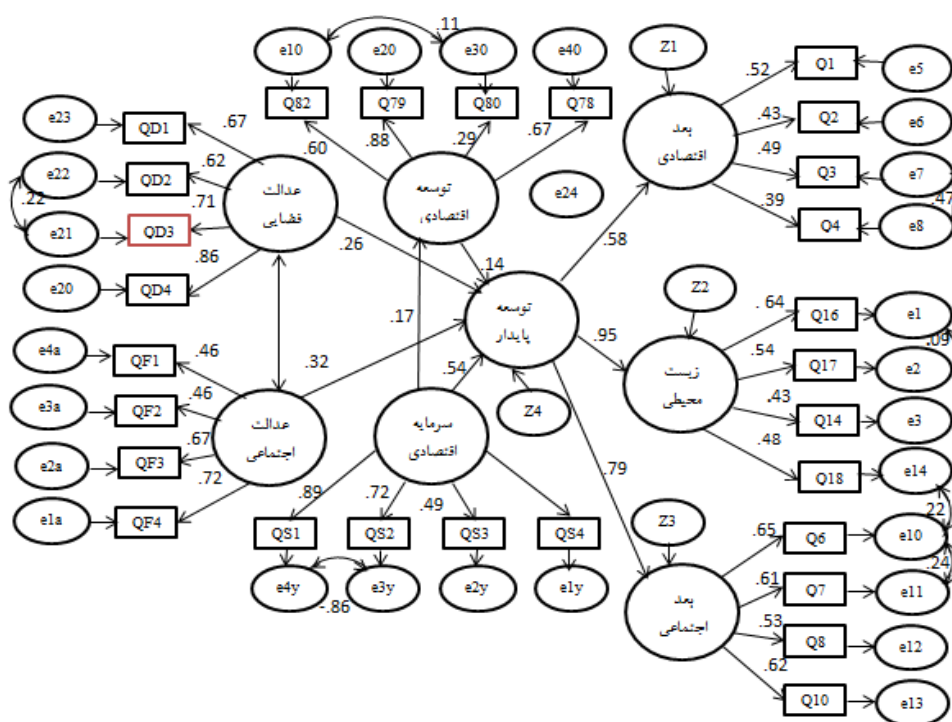 .11
e10
e20
e30
e40
Z1
Q82
Q79
Q80
Q78
.60
.88
.29
.67
توسعه
اقتصادی
e24
.52
.43
.49
.39
Q1
Q2
Q3
Q4
e5
e6
e7
e8
.47
بعد
اقتصادی
e23
e22
e21
e20
.22
QD1
QD2
QD3
QD4
.67
.62
.71
.86
عدالت
فضایی
.26
.14
.58
.17
توسعه
پایدار
.95
Z2
.32
.54
Z4
.79
زیست
محیطی
.64
.54
.43
.48
Q16
Q17
Q14
Q18
e1
e2
e3
e14
.09
e4a
e3a
e2a
e1a
QF1
QF2
QF3
QF4
.46
.46
.67
.72
عدالت
اجتماعی
سرمایه
اقتصادی
.89
.72
.49
QS1
QS2
QS3
QS4
e4y
e3y
e2y
e1y
-.86
Z3
بعد
اجتماعی
.65
.61
.53
.62
Q6
Q7
Q8
Q10
e10
e11
e12
e13
.22
.24